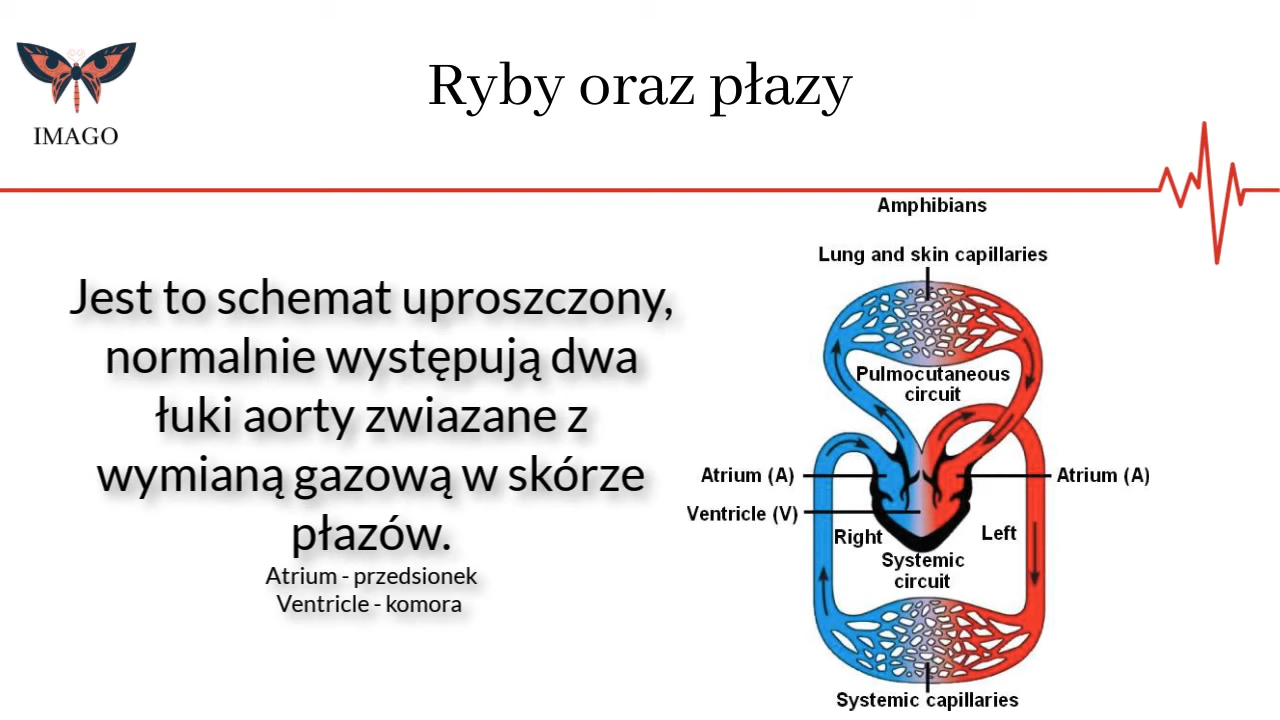 IMAGO
Ryby oraz płazy
Jest to schemat uproszczony,
normalnie występują dwa
łuki aorty zwiazane z
wymianą gazową w skórze
płazów.
Atrium - przedsionek
Ventricle - komora
Amphibians
Lung and skin capillaries
Pulmocutaneous
circuit
Atrium (A)
Atrium (A)
Ventricle (V)
Right
Left
Systemic
circuit
Systemic capillaries